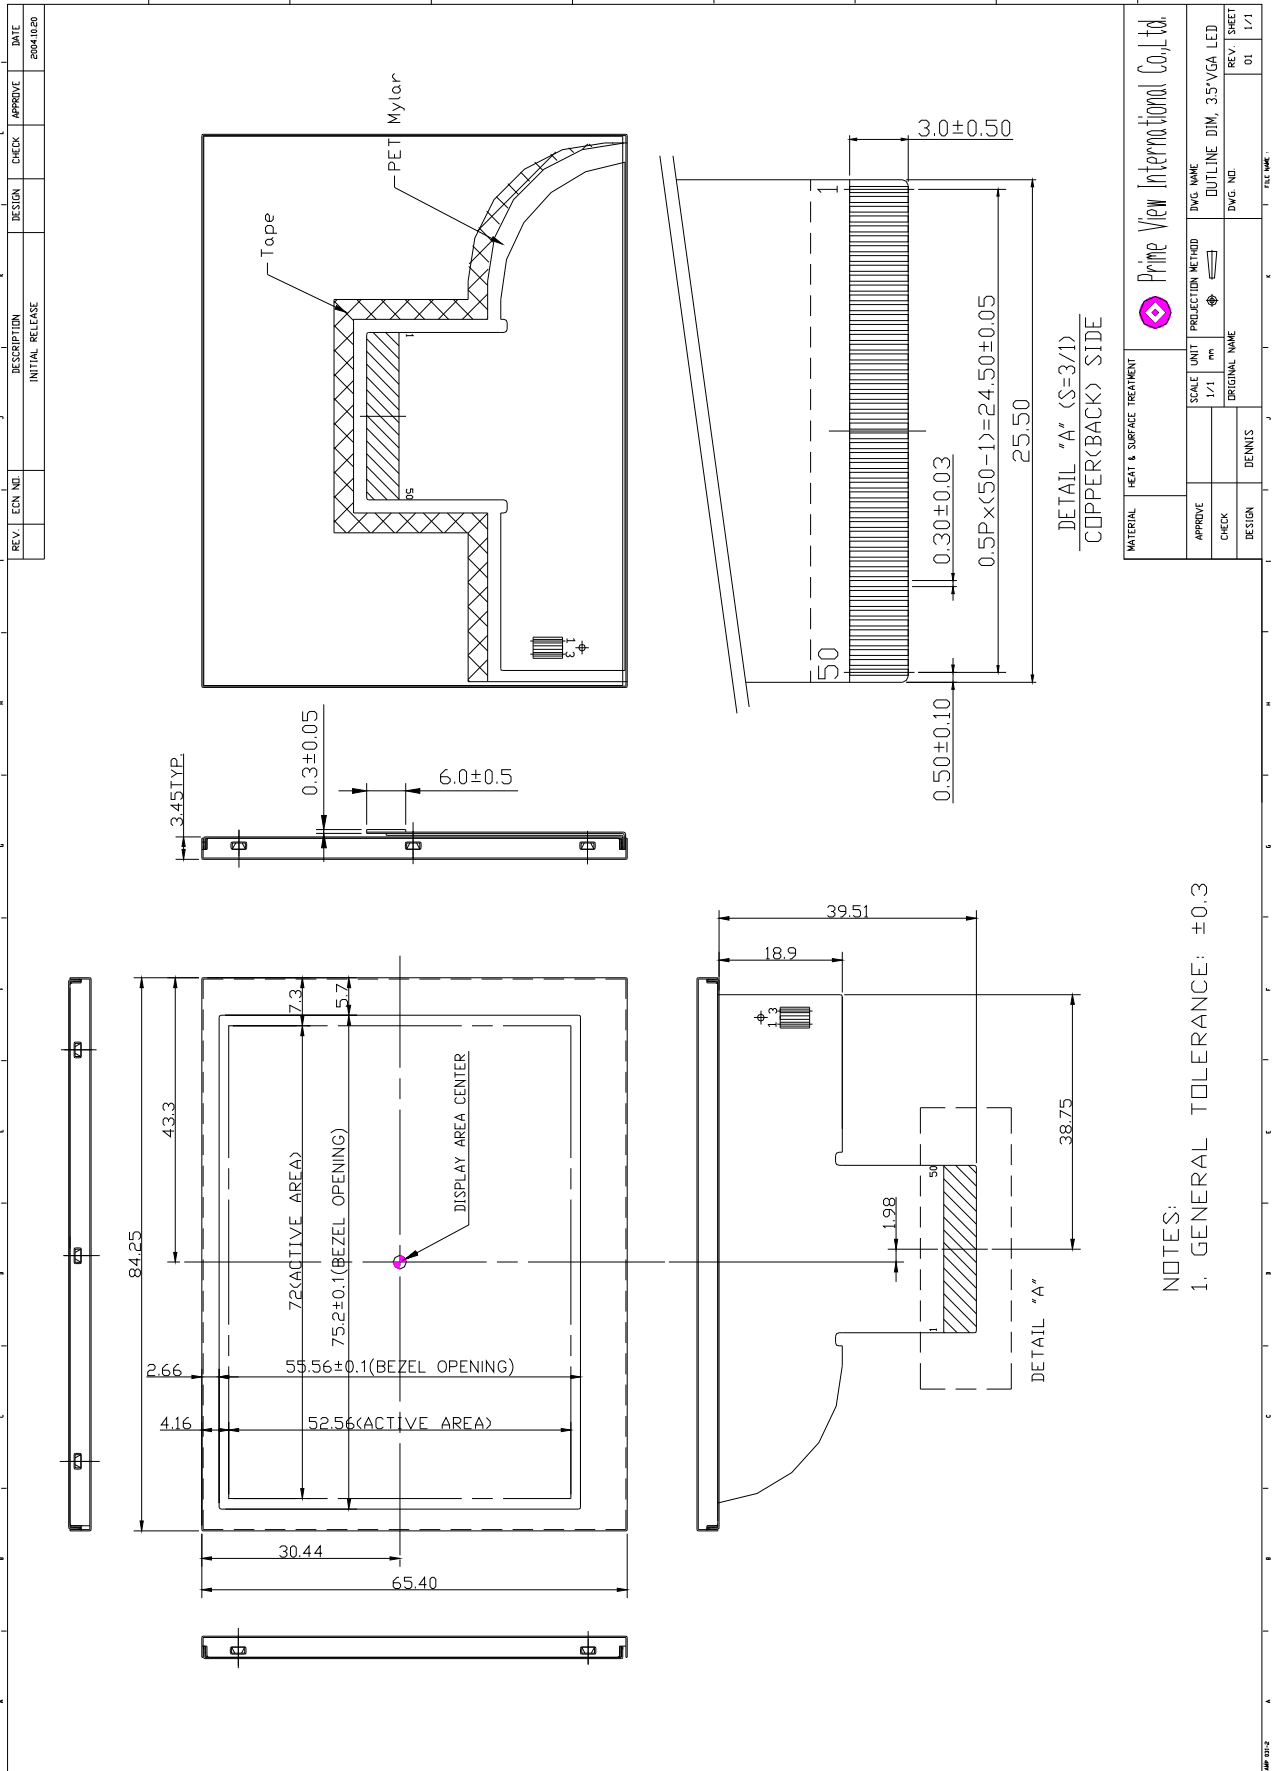 REV.
ECN NO.
DESCRIPTION
DESIGN
CHECK
APPROVE
DATE
INITIAL RELEASE
2004.10.20
Tape
PET Mylar
1
50
1 3
3.45TYP.
0.3±0.05
6.0±0.5
3.0±0.50
1
50
0.30±0.03
0.50±0.10
0.5Px(50-1)=24.50±0.05
25.50
DETAIL "A" (S=3/1)
COPPER(BACK) SIDE
84.25
43.3
7.3
5.7
72(ACTIVE AREA)
75.2±0.1(BEZEL OPENING)
DISPLAY AREA CENTER
2.66
55.56±0.1(BEZEL OPENING)
4.16
52.56(ACTIVE AREA)
30.44
65.40
39.51
18.9
1 3
38.75
1.98
50
1
DETAIL "A"
NOTES:
1. GENERAL TOLERANCE: ±0.3
MATERIAL
HEAT & SURFACE TREATMENT
Prime View International Co.,Ltd.
APPROVE
CHECK
DESIGN
DENNIS
SCALE
1/1
UNIT
mm
PROJECTION METHOD
ORIGINAL NAME
DWG. NAME
OUTLINE DIM, 3.5"VGA LED
DWG. NO.
REV.
01
SHEET
1/1
FILE NAME :